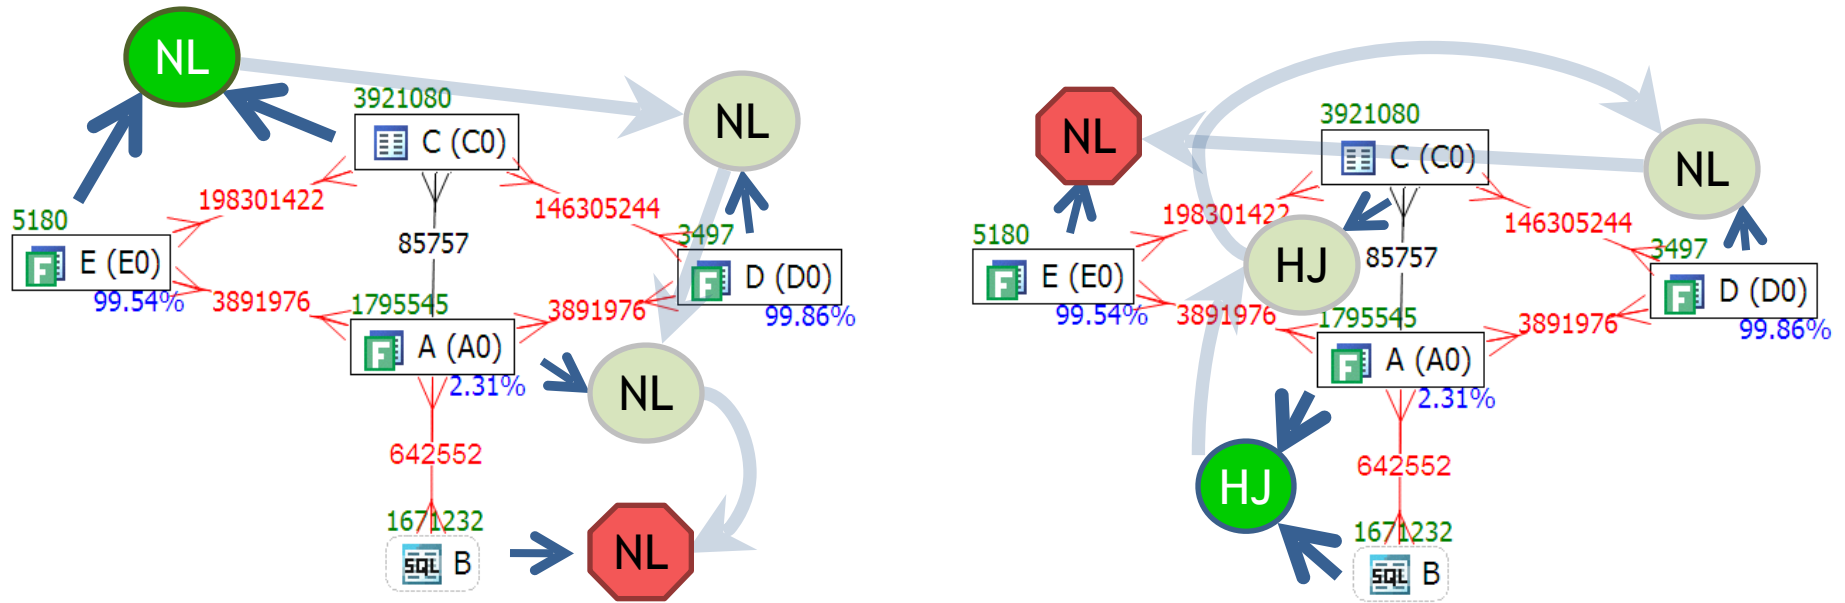 NL
3921080
NL
C (C0)
198301422
146305244
5180
3497
85757
E (E0)
D (D0)
99.54%
3891976
1795545
3891976
99.86%
A (A0)
2.31%
NL
642552
1671232
SQL
B
NL
3921080
NL
C (C0)
NL
198301422
146305244
5180
3497
HJ
85757
E (E0)
D (D0)
99.54%
3891976
1795545
3891976
99.86%
A (A0)
2.31%
642552
HJ
1671232
SQL
B
F
F
F
F
F
F